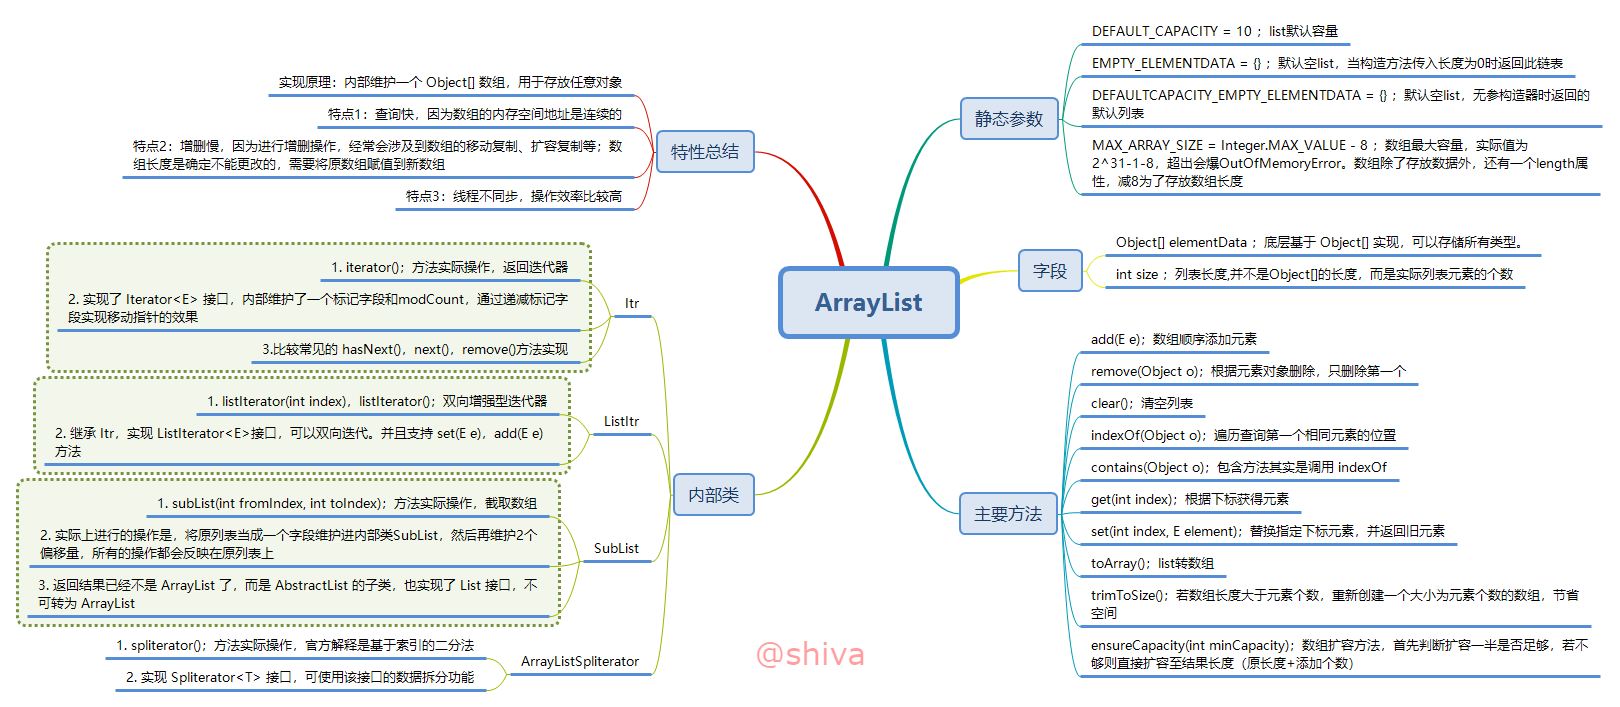 ArrayList
特性总结
实现原理：内部维护一个 Object[] 数组，用于存放任意对象
特点1：查询快，因为数组的内存空间地址是连续的
特点2：增删慢，因为进行增删操作，经常会涉及到数组的移动复制、扩容复制等；数
组长度是确定不能更改的，需要将原数组赋值到新数组
特点3：线程不同步，操作效率比较高
内部类
Itr
1. iterator()；方法实际操作，返回迭代器
2. 实现了 Iterator<E> 接口，内部维护了一个标记字段和modCount，通过递减标记字
段实现移动指针的效果
3.比较常见的 hasNext()，next()，remove()方法实现
ListItr
1. listIterator(int index)，listIterator()；双向增强型迭代器
2. 继承 Itr，实现 ListIterator<E>接口，可以双向迭代。并且支持 set(E e)，add(E e)
方法
SubList
1. subList(int fromIndex, int toIndex)；方法实际操作，截取数组
2. 实际上进行的操作是，将原列表当成一个字段维护进内部类SubList，然后再维护2个
偏移量，所有的操作都会反映在原列表上
3. 返回结果已经不是 ArrayList 了，而是 AbstractList 的子类，也实现了 List 接口，不
可转为 ArrayList
ArrayListSpliterator
1. spliterator()；方法实际操作，官方解释是基于索引的二分法
2. 实现 Spliterator<T> 接口，可使用该接口的数据拆分功能
静态参数
DEFAULT_CAPACITY = 10 ；list默认容量
EMPTY_ELEMENTDATA = {} ；默认空list，当构造方法传入长度为0时返回此链表
DEFAULTCAPACITY_EMPTY_ELEMENTDATA = {} ；默认空list，无参构造器时返回的
默认列表
MAX_ARRAY_SIZE = Integer.MAX_VALUE - 8 ；数组最大容量，实际值为
2^31-1-8，超出会爆OutOfMemoryError。数组除了存放数据外，还有一个length属
性，减8为了存放数组长度
字段
Object[] elementData ；底层基于 Object[] 实现，可以存储所有类型。
int size ；列表长度,并不是Object[]的长度，而是实际列表元素的个数
主要方法
add(E e)；数组顺序添加元素
remove(Object o)；根据元素对象删除，只删除第一个
clear()；清空列表
indexOf(Object o)；遍历查询第一个相同元素的位置
contains(Object o)；包含方法其实是调用 indexOf
get(int index)；根据下标获得元素
set(int index, E element)；替换指定下标元素，并返回旧元素
toArray()；list转数组
trimToSize()；若数组长度大于元素个数，重新创建一个大小为元素个数的数组，节省
空间
ensureCapacity(int minCapacity)；数组扩容方法，首先判断扩容一半是否足够，若不
够则直接扩容至结果长度（原长度+添加个数）
@shiva